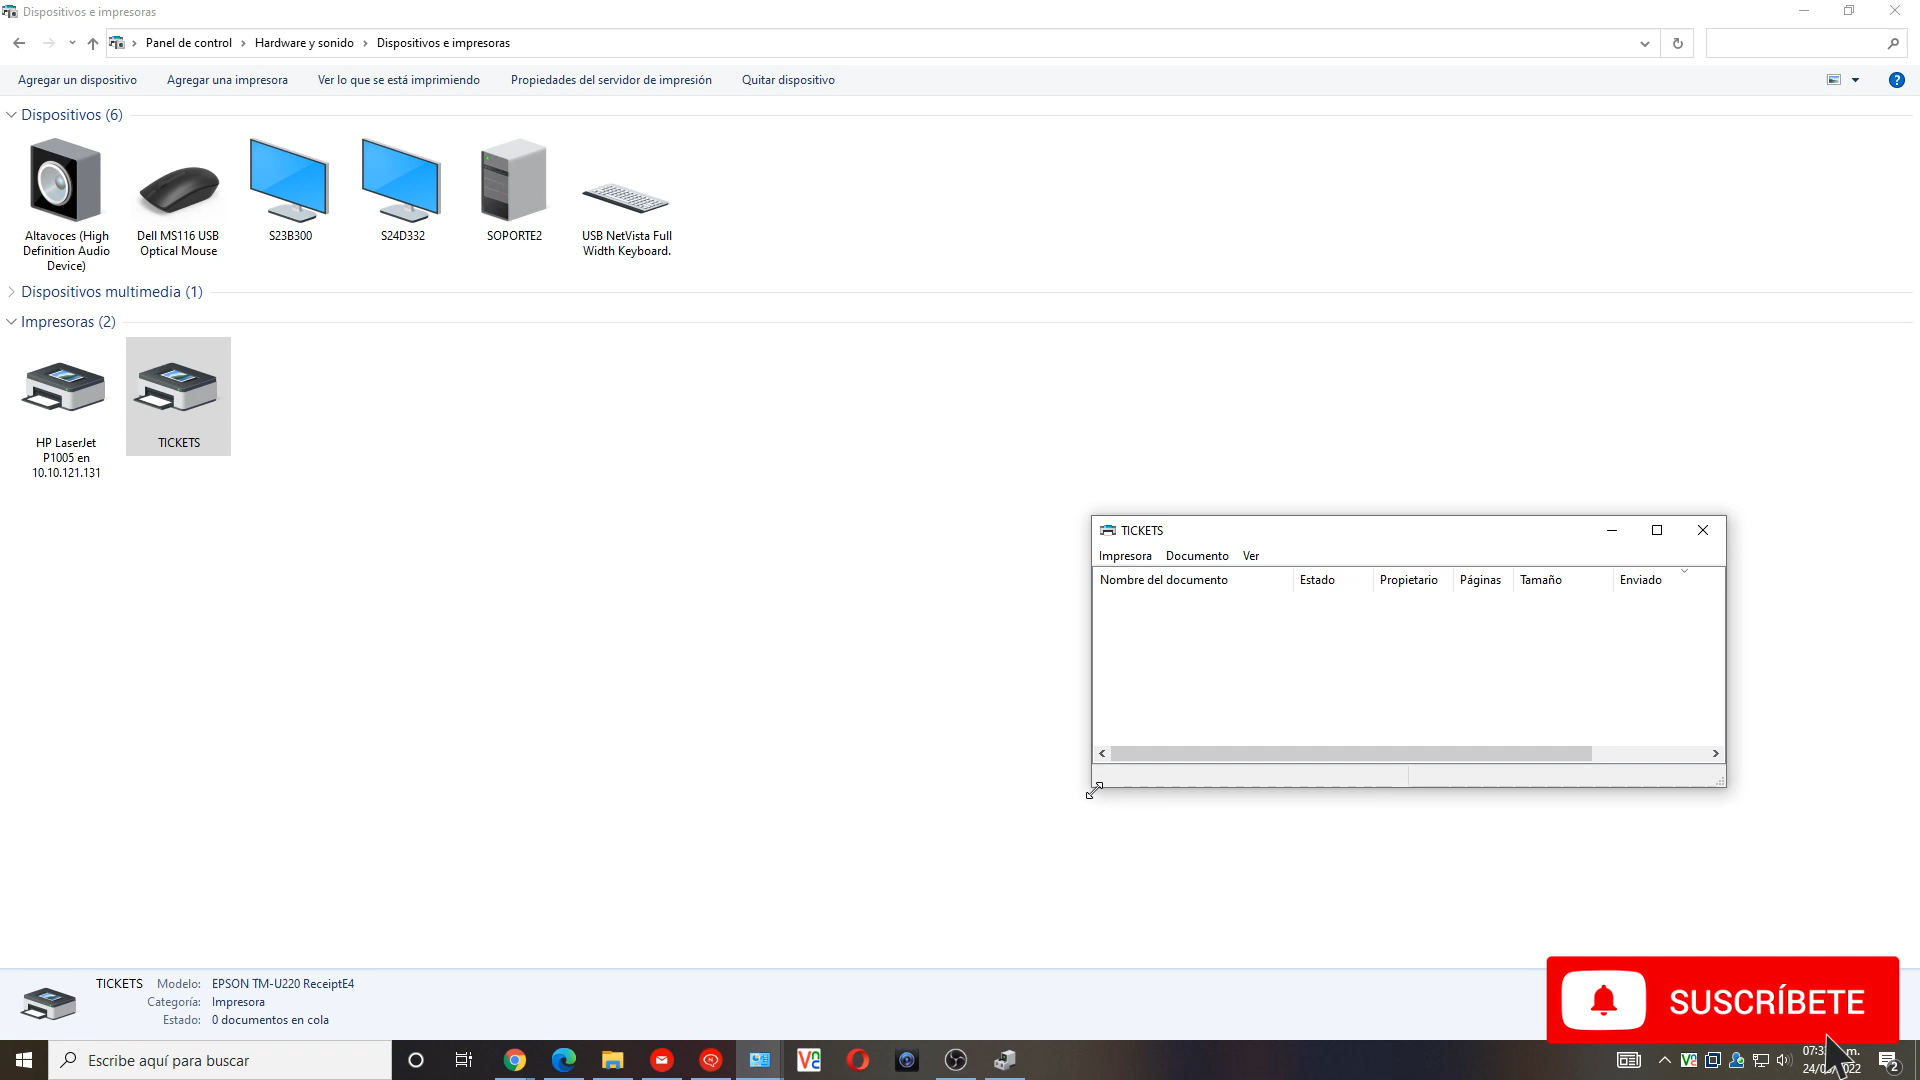 Dispositivos e impresoras
Panel de control > Hardware y sonido > Dispositivos e impresoras
Agregar un dispositivo Agregar una impresora Ver lo que se está imprimiendo Propiedades del servidor de impresión Quitar dispositivo
Dispositivos (6)
Altavoces (High
Definition Audio
Device)
Dell MS116 USB
Optical Mouse
S23B300
S24D332
SOPORTE2
USB NetVista Full
Width Keyboard.
Dispositivos multimedia (1)
Impresoras (2)
HP LaserJet
P1005 en
10.10.121.131
TICKETS
TICKETS
Impresora Documento Ver
Nombre del documento Estado Propietario Páginas Tamaño Enviado
TICKETS Modelo: EPSON TM-U220 ReceiptE4
Categoría: Impresora
Estado: 0 documentos en cola
SUSCRÍBETE
Escribe aquí para buscar
2